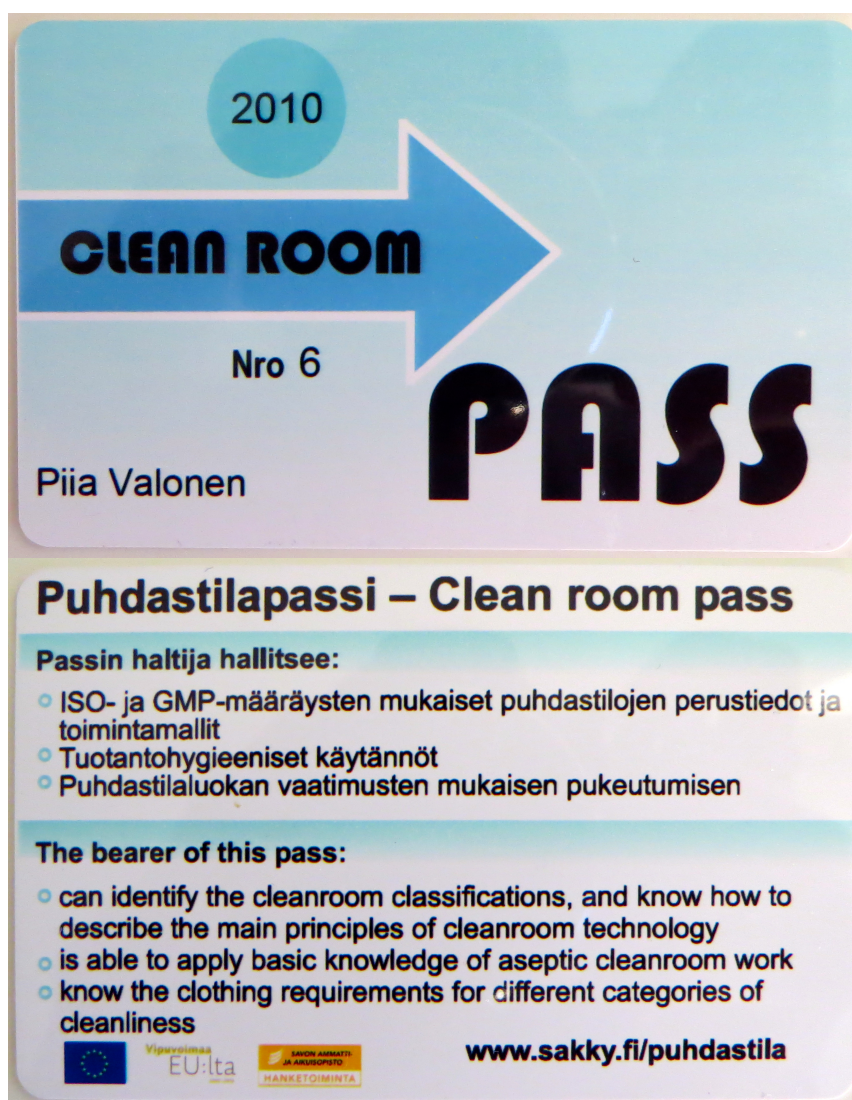 2010
CLEAN ROOM
Nro 6
PASS
Piia Valonen
Puhdastilapassi – Clean room pass
Passin haltija hallitsee:
ISO- ja GMP-määräysten mukaiset puhdastilojen perustiedot ja
toimintamallit
Tuotantohygieeniset käytännöt
Puhdastilaluokan vaatimusten mukaisen pukeutumisen
The bearer of this pass:
can identify the cleanroom classifications, and know how to
describe the main principles of cleanroom technology
is able to apply basic knowledge of aseptic cleanroom work
know the clothing requirements for different categories of
cleanliness
Vipuvoimaa
EU:lta
SAVON AMMATTI-
JA AIKUISOPISTO
HANKETOIMINTA
www.sakky.fi/puhdastila